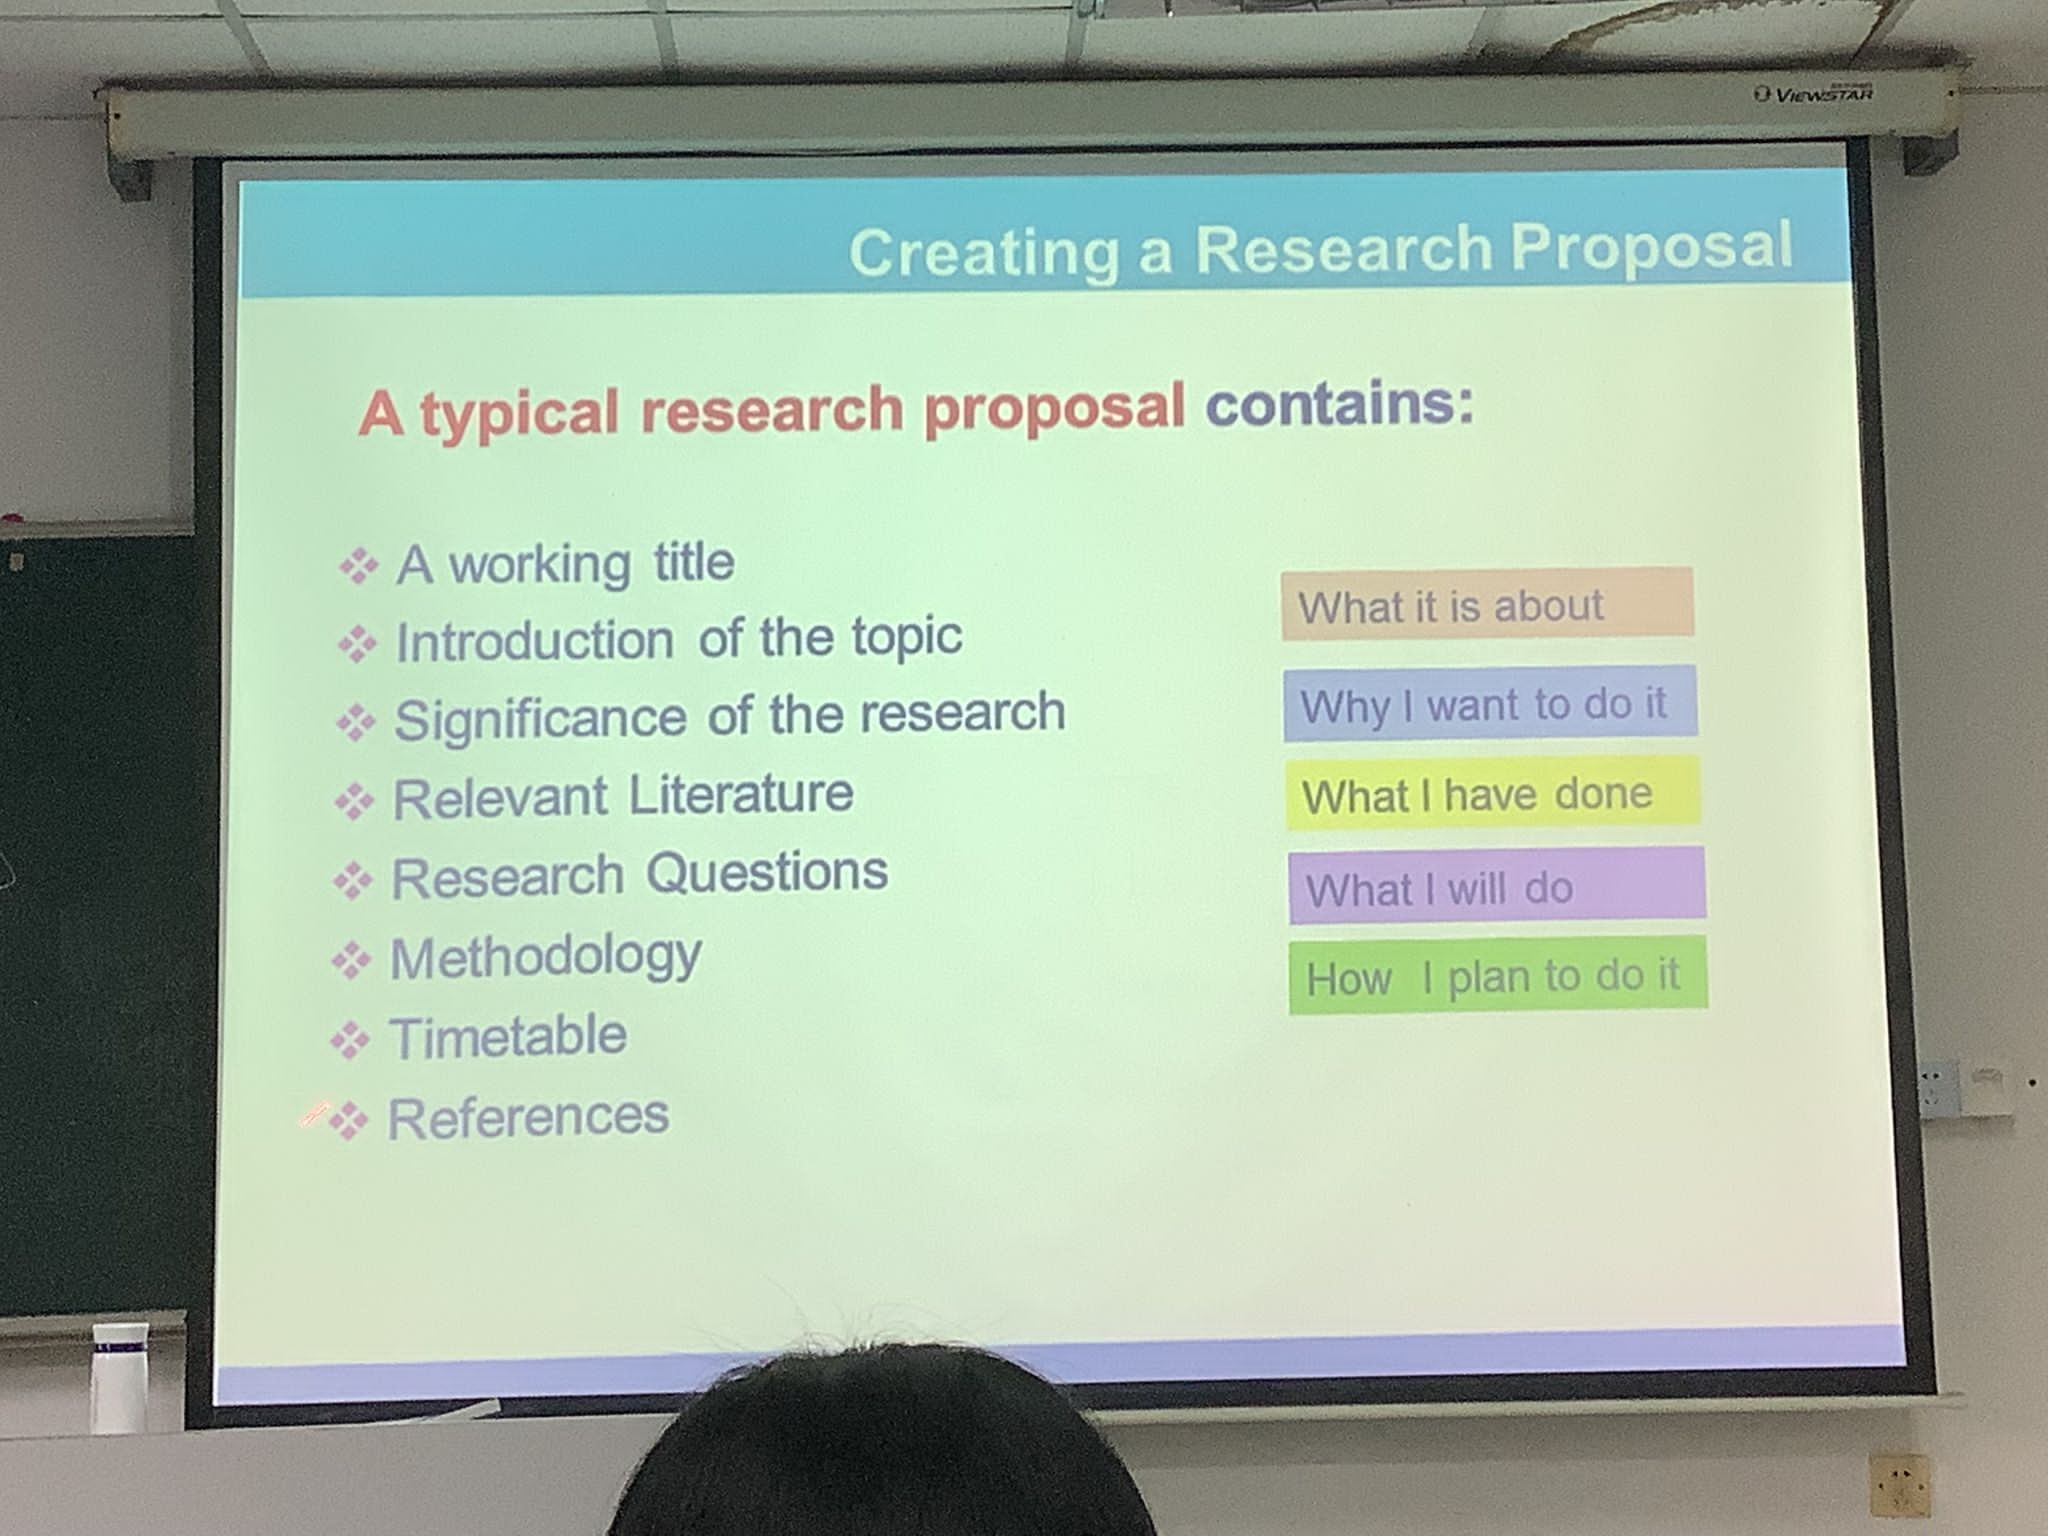 VIEWSTAR
Creating a Research Proposal
A typical research proposal contains:
A working title
Introduction of the topic
Significance of the research
Relevant Literature
Research Questions
Methodology
Timetable
References
What it is about
Why I want to do it
What I have done
What I will do
How I plan to do it